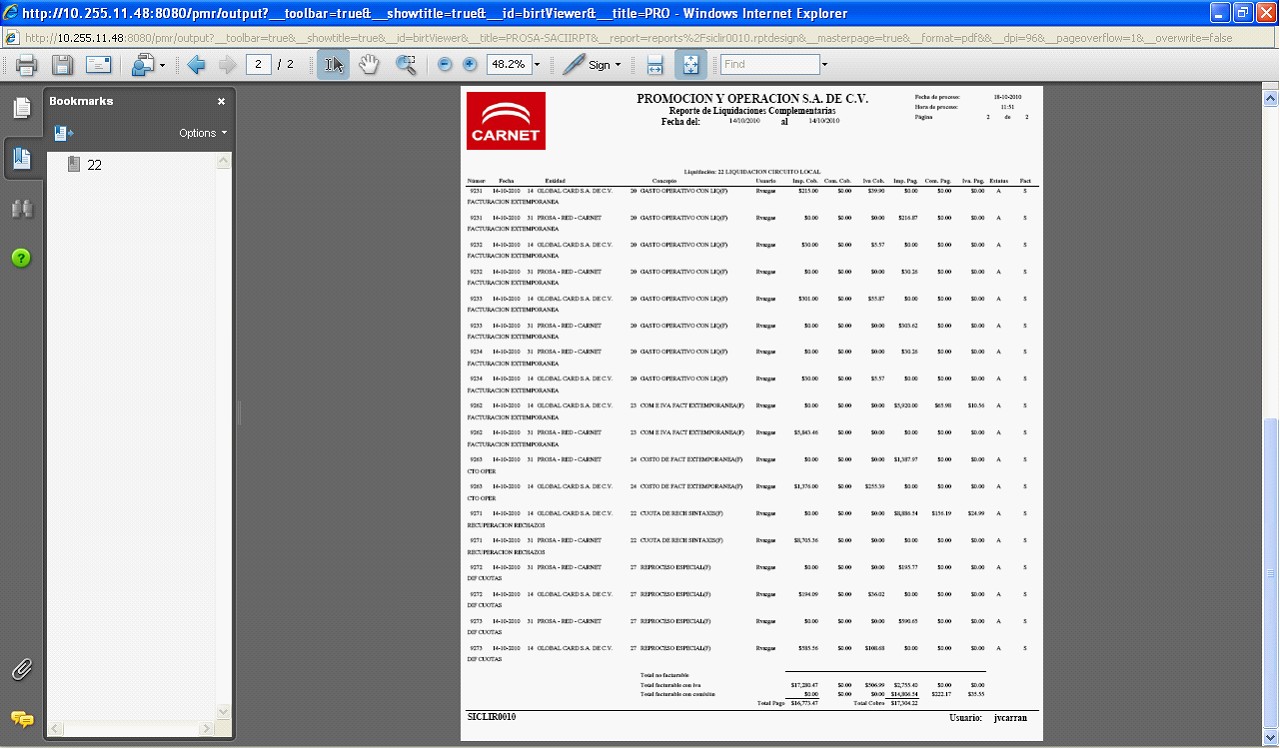 http://10.255.11.48:8080/pmr/output?__toolbar=true&__showtitle=true&__id=birtViewer&__title=PRO - Windows Internet Explorer
http://10.255.11.48:8080/pmr/output?__toolbar=true&__showtitle=true&__id=birtViewer&__title=PROSA-SACIIRPT&__report=reports%2Fsiclir0010.rptdesign&__masterpage=true&__format=pdf&&__dpi=96&__pageoverflow=1&__overwrite=false
2 / 2 48.2% Sign Find
Bookmarks
Options
22
CARNET
PROMOCION Y OPERACION S.A. DE C.V.
Reporte de Liquidaciones Complementarias
Fecha del: 14/10/2010 al 14/10/2010
Fecha de proceso: 18-10-2010
Hora de proceso: 11:51
Página 2 de 2
Liquidación: 22 LIQUIDACION CIRCUITO LOCAL
Númer Fecha Entidad Concepto Usuario Imp. Cob. Com. Cob. Iva Cob. Imp. Pag. Com. Pag. Iva. Pag. Estatus Fact
9231 14-10-2010 14 GLOBAL CARD S.A. DE C.V. 20 GASTO OPERATIVO CON LIQ(F) Evargas $215.00 $0.00 $39.90 $0.00 $0.00 $0.00 A S
FACTURACION EXTEMPORANEA
9231 14-10-2010 31 PROSA - RED - CARNET 20 GASTO OPERATIVO CON LIQ(F) Evargas $0.00 $0.00 $0.00 $216.87 $0.00 $0.00 A S
FACTURACION EXTEMPORANEA
9232 14-10-2010 14 GLOBAL CARD S.A. DE C.V. 20 GASTO OPERATIVO CON LIQ(F) Evargas $30.00 $0.00 $5.57 $0.00 $0.00 $0.00 A S
FACTURACION EXTEMPORANEA
9232 14-10-2010 31 PROSA - RED - CARNET 20 GASTO OPERATIVO CON LIQ(F) Evargas $0.00 $0.00 $0.00 $30.26 $0.00 $0.00 A S
FACTURACION EXTEMPORANEA
9233 14-10-2010 14 GLOBAL CARD S.A. DE C.V. 20 GASTO OPERATIVO CON LIQ(F) Evargas $301.00 $0.00 $55.87 $0.00 $0.00 $0.00 A S
FACTURACION EXTEMPORANEA
9233 14-10-2010 31 PROSA - RED - CARNET 20 GASTO OPERATIVO CON LIQ(F) Evargas $0.00 $0.00 $0.00 $303.62 $0.00 $0.00 A S
FACTURACION EXTEMPORANEA
9234 14-10-2010 31 PROSA - RED - CARNET 20 GASTO OPERATIVO CON LIQ(F) Evargas $0.00 $0.00 $0.00 $30.26 $0.00 $0.00 A S
FACTURACION EXTEMPORANEA
9234 14-10-2010 14 GLOBAL CARD S.A. DE C.V. 20 GASTO OPERATIVO CON LIQ(F) Evargas $30.00 $0.00 $5.57 $0.00 $0.00 $0.00 A S
FACTURACION EXTEMPORANEA
9262 14-10-2010 14 GLOBAL CARD S.A. DE C.V. 23 COM E IVA FACT EXTEMPORANEA(F) Evargas $0.00 $0.00 $0.00 $5,920.00 $65.98 $10.56 A S
FACTURACION EXTEMPORANEA
9262 14-10-2010 31 PROSA - RED - CARNET 23 COM E IVA FACT EXTEMPORANEA(F) Evargas $5,843.46 $0.00 $0.00 $0.00 $0.00 $0.00 A S
FACTURACION EXTEMPORANEA
9263 14-10-2010 31 PROSA - RED - CARNET 24 COSTO DE FACT EXTEMPORANEA(F) Evargas $0.00 $0.00 $0.00 $1,387.97 $0.00 $0.00 A S
CTO OPER
9263 14-10-2010 14 GLOBAL CARD S.A. DE C.V. 24 COSTO DE FACT EXTEMPORANEA(F) Evargas $1,376.00 $0.00 $255.39 $0.00 $0.00 $0.00 A S
CTO OPER
9271 14-10-2010 14 GLOBAL CARD S.A. DE C.V. 22 CUOTA DE RECH SINTAXIS(F) Evargas $0.00 $0.00 $0.00 $8,886.54 $156.19 $24.99 A S
RECUPERACION RECHAZOS
9271 14-10-2010 31 PROSA - RED - CARNET 22 CUOTA DE RECH SINTAXIS(F) Evargas $8,705.36 $0.00 $0.00 $0.00 $0.00 $0.00 A S
RECUPERACION RECHAZOS
9272 14-10-2010 31 PROSA - RED - CARNET 27 REPROCESO ESPECIAL(F) Evargas $0.00 $0.00 $0.00 $195.77 $0.00 $0.00 A S
DIF CUOTAS
9272 14-10-2010 14 GLOBAL CARD S.A. DE C.V. 27 REPROCESO ESPECIAL(F) Evargas $194.09 $0.00 $36.02 $0.00 $0.00 $0.00 A S
DIF CUOTAS
9273 14-10-2010 31 PROSA - RED - CARNET 27 REPROCESO ESPECIAL(F) Evargas $0.00 $0.00 $0.00 $590.65 $0.00 $0.00 A S
DIF CUOTAS
9273 14-10-2010 14 GLOBAL CARD S.A. DE C.V. 27 REPROCESO ESPECIAL(F) Evargas $585.56 $0.00 $108.68 $0.00 $0.00 $0.00 A S
DIF CUOTAS
Total no facturable
Total facturable con iva $17,280.47 $0.00 $506.99 $2,755.40 $0.00 $0.00
Total facturable con comisión $0.00 $0.00 $0.00 $14,806.54 $222.17 $35.55
Total Pago $16,773.47 Total Cobro $17,304.22
SICLIR0010 Usuario: jvcarran